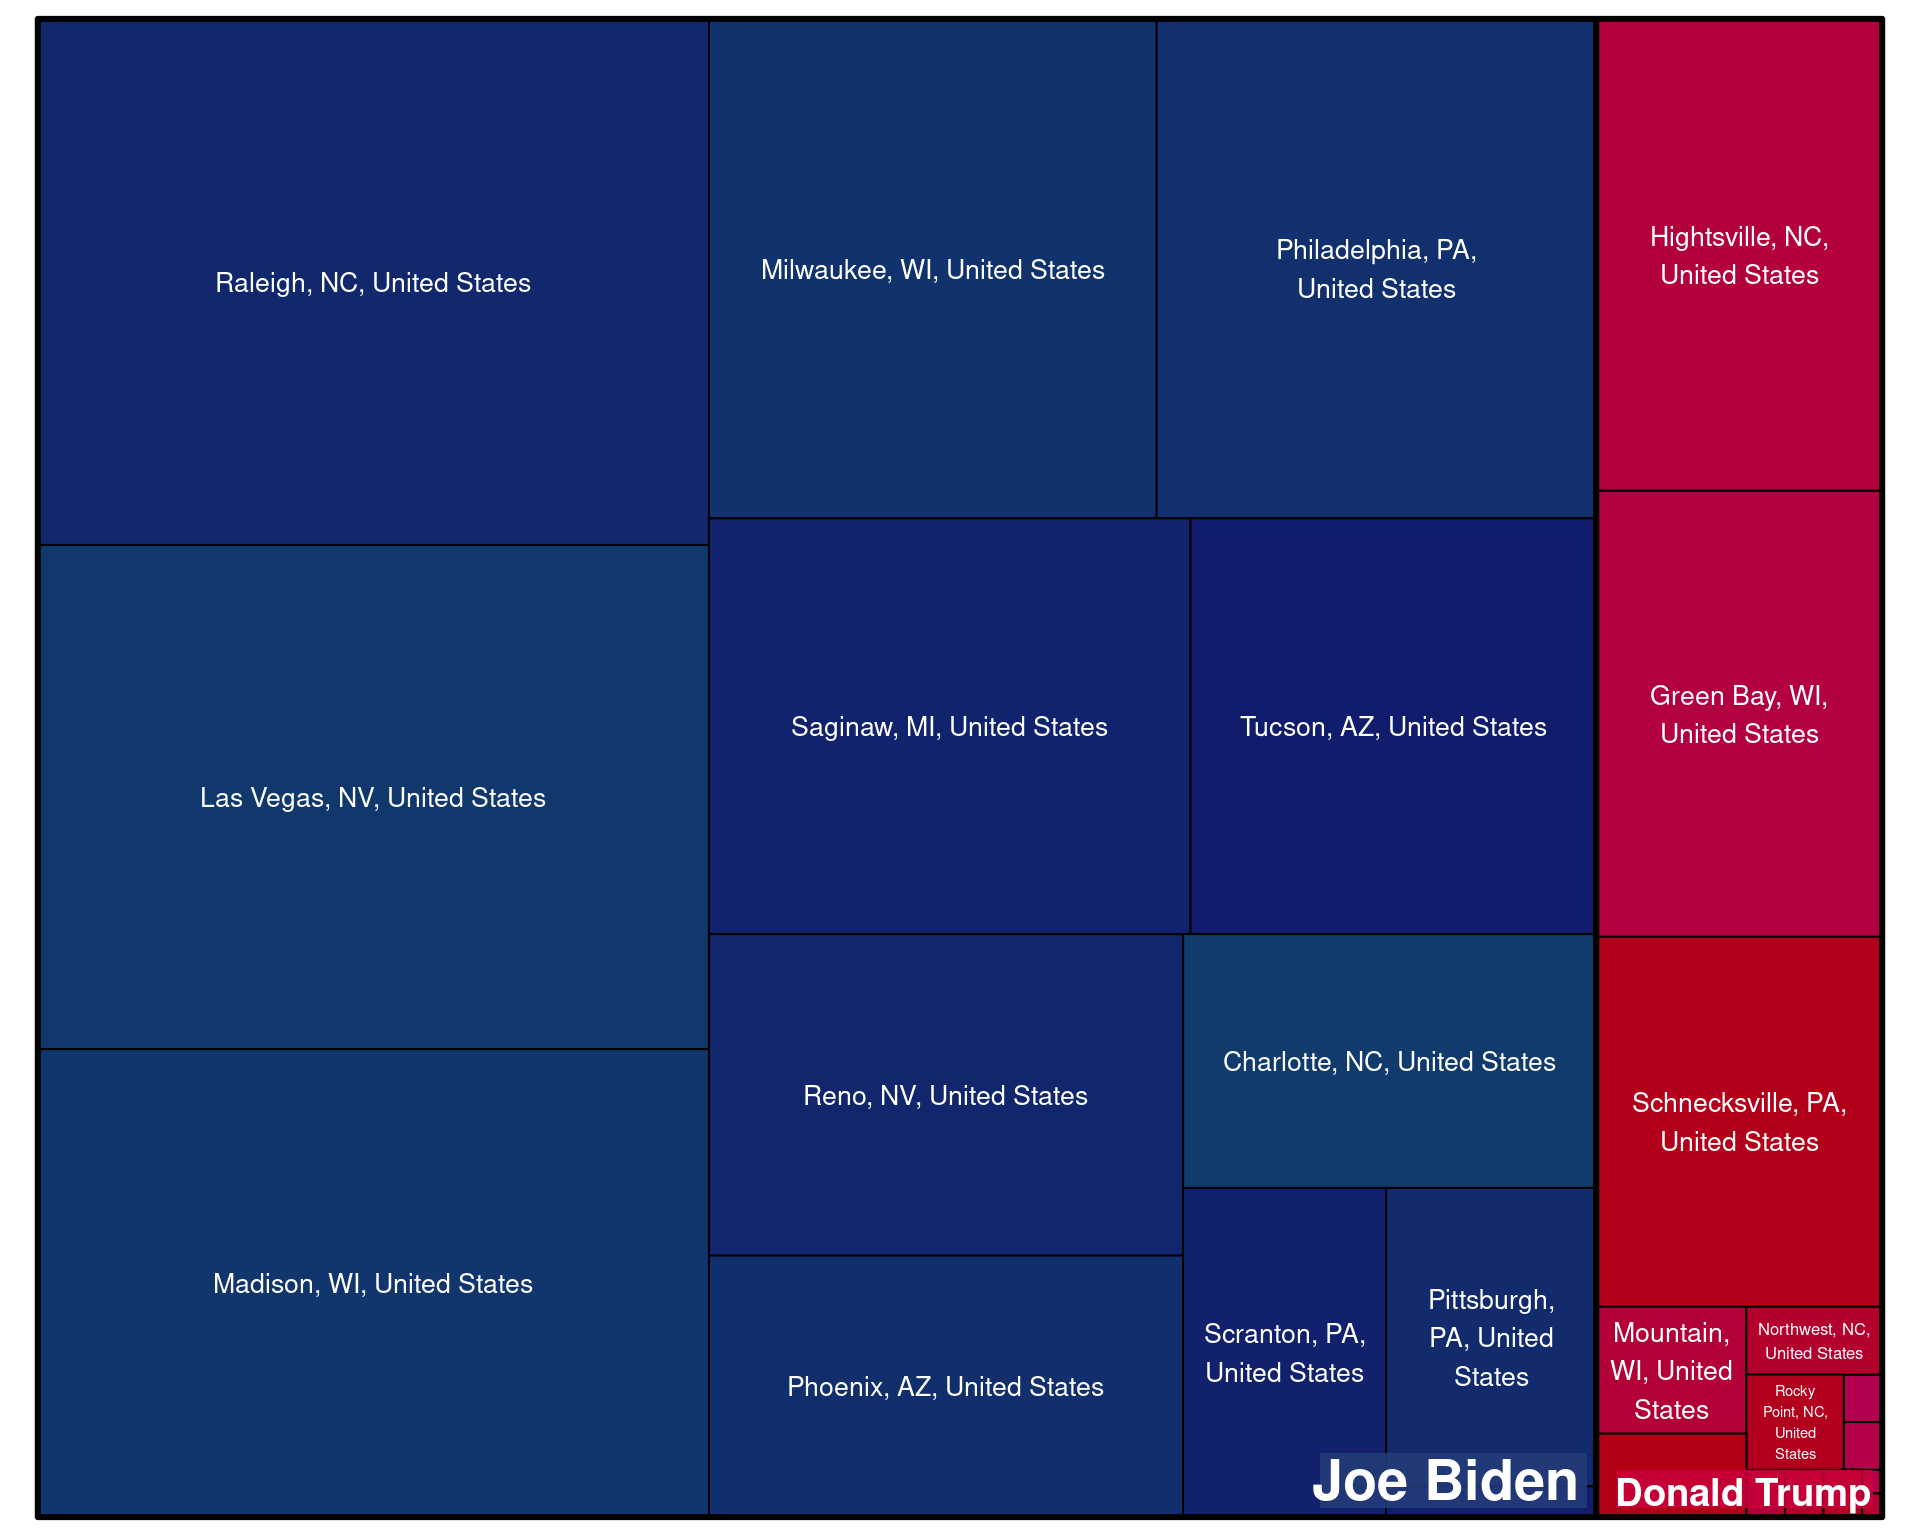 Raleigh, NC, United States
Milwaukee, WI, United States
Philadelphia, PA,
United States
Hightsville, NC,
United States
Las Vegas, NV, United States
Saginaw, MI, United States
Tucson, AZ, United States
Green Bay, WI,
United States
Madison, WI, United States
Reno, NV, United States
Charlotte, NC, United States
Schnecksville, PA,
United States
Phoenix, AZ, United States
Scranton, PA,
United States
Pittsburgh,
PA, United
States
Mountain,
WI, United
States
Northwest, NC,
United States
Rocky
Point, NC,
United
States
Joe Biden
Donald Trump